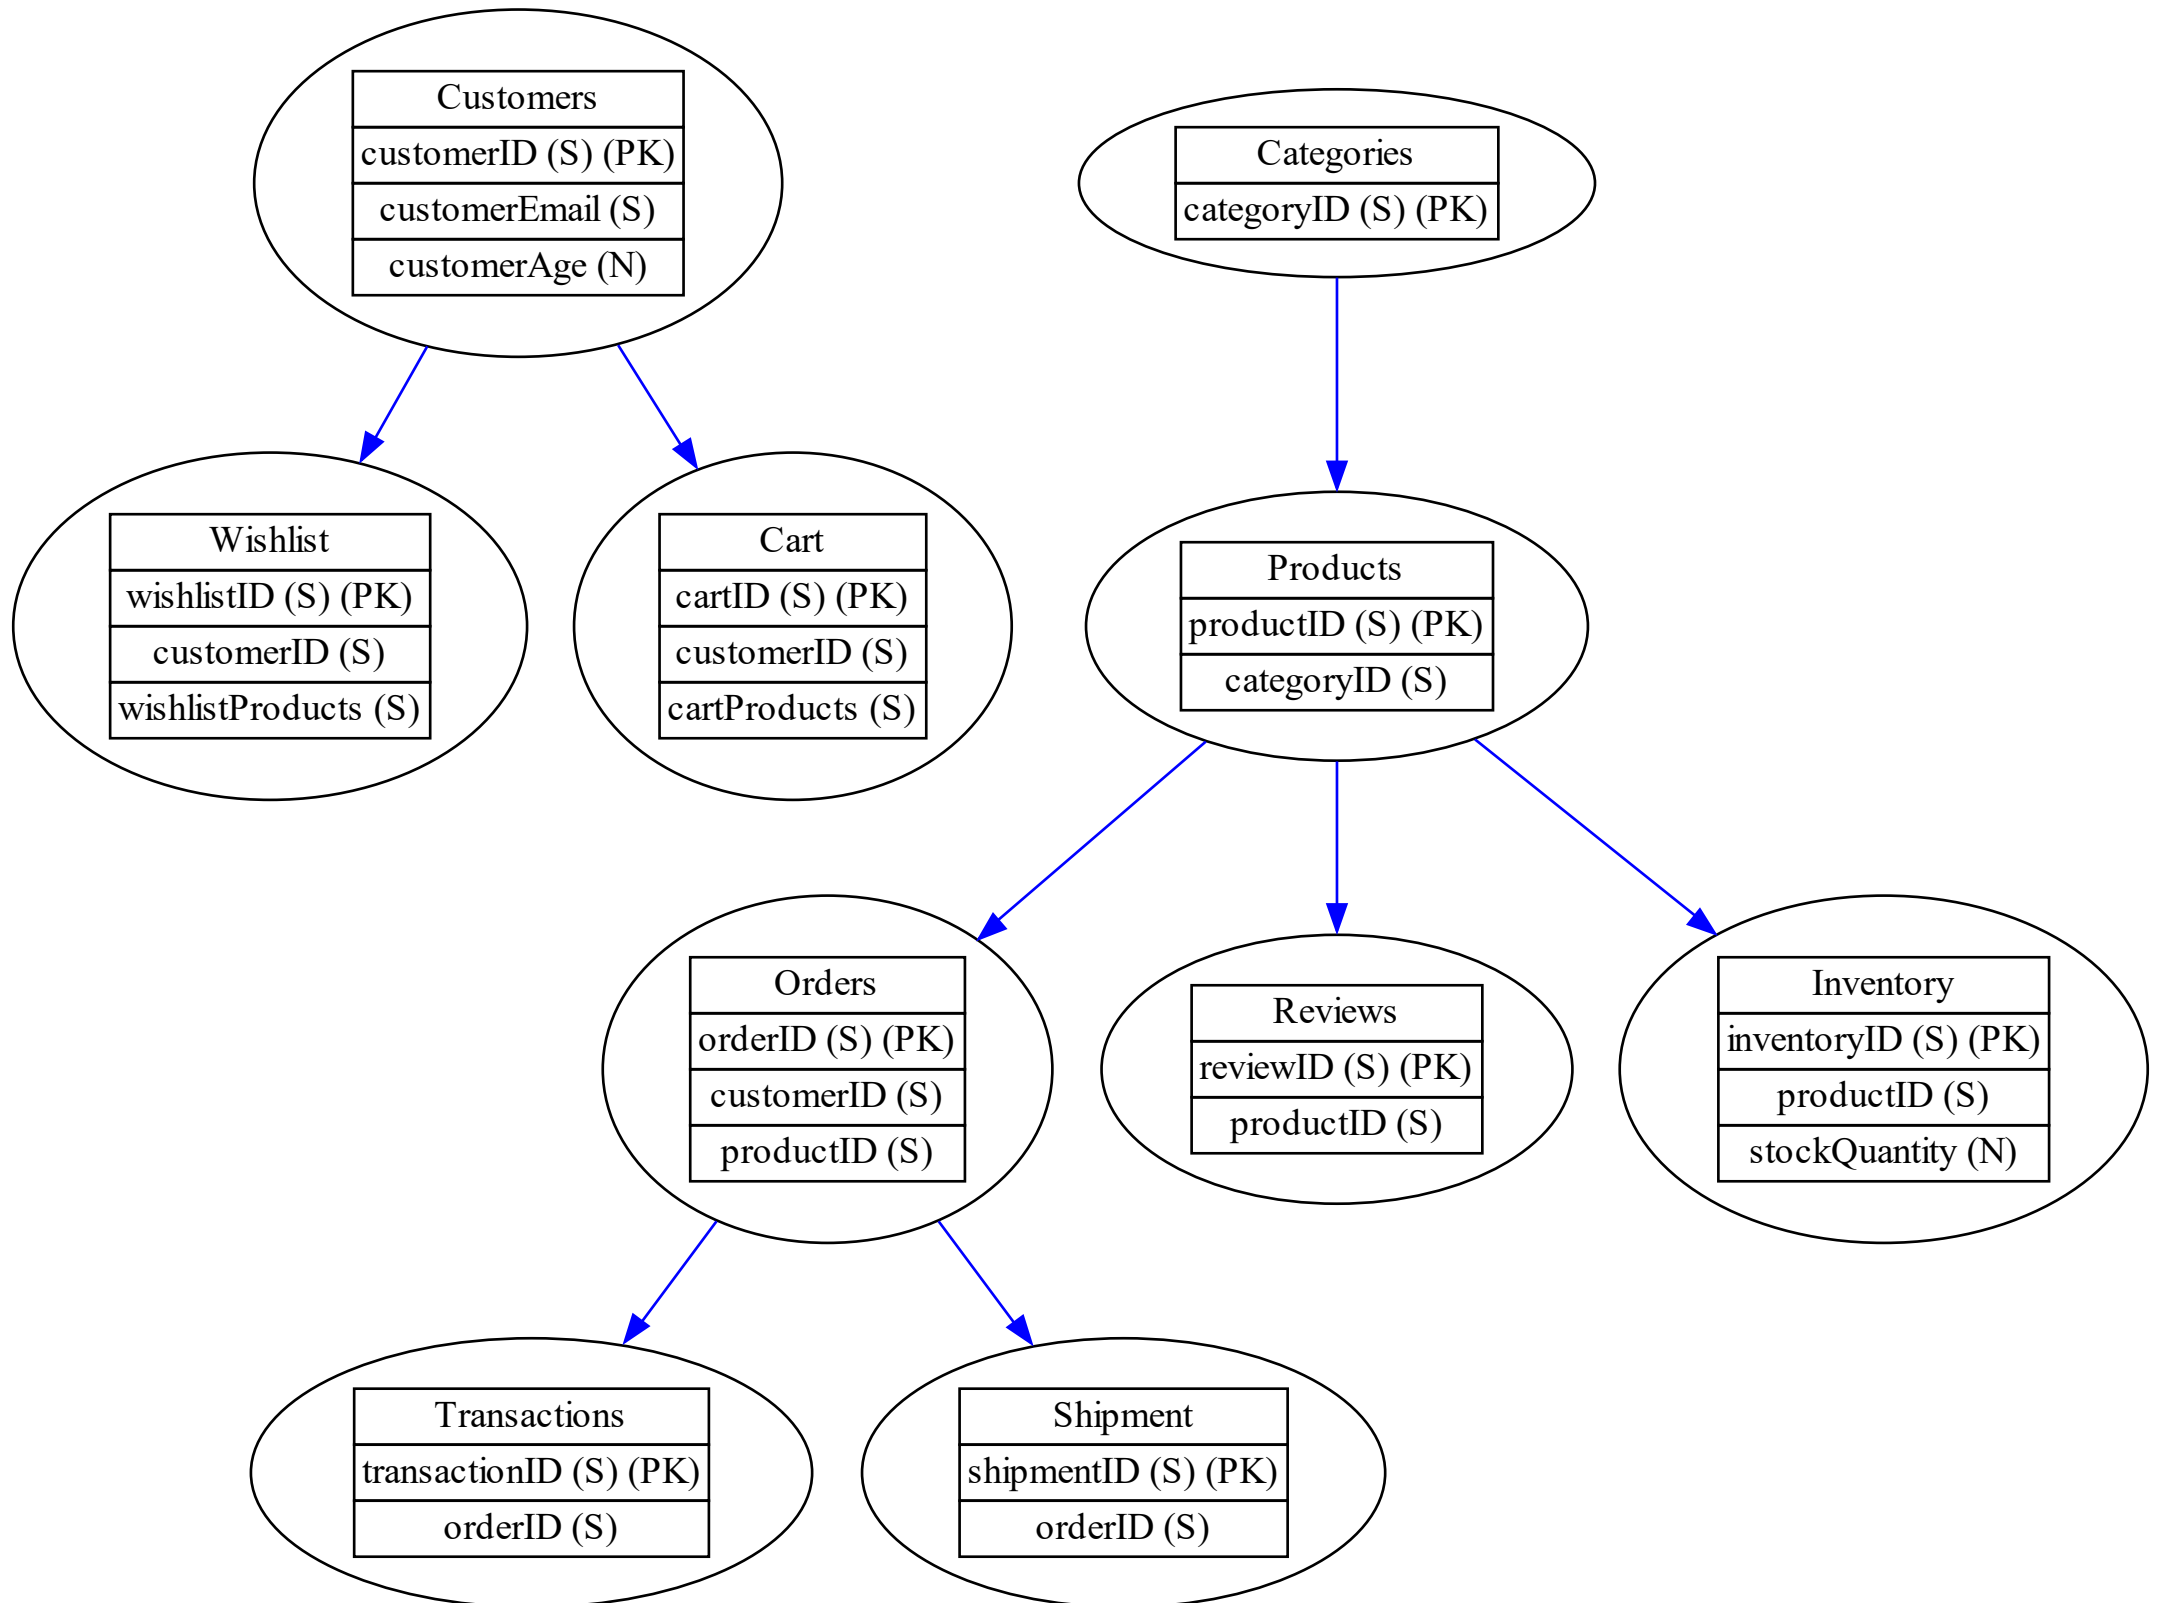 Customers
customerID (S) (PK)
customerEmail (S)
customerAge (N)
Categories
categoryID (S) (PK)
Wishlist
wishlistID (S) (PK)
customerID (S)
wishlistProducts (S)
Cart
cartID (S) (PK)
customerID (S)
cartProducts (S)
Products
productID (S) (PK)
categoryID (S)
Orders
orderID (S) (PK)
customerID (S)
productID (S)
Reviews
reviewID (S) (PK)
productID (S)
Inventory
inventoryID (S) (PK)
productID (S)
stockQuantity (N)
Transactions
transactionID (S) (PK)
orderID (S)
Shipment
shipmentID (S) (PK)
orderID (S)